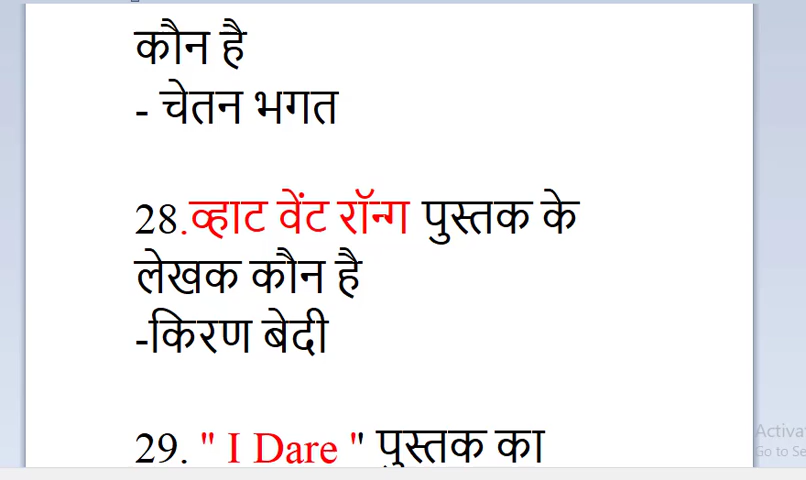 कौन है
- चेतन भगत
28.व्हाट वेंट रॉन्ग पुस्तक के
लेखक कौन है
-किरण बेदी
29. " I Dare " पुस्तक का